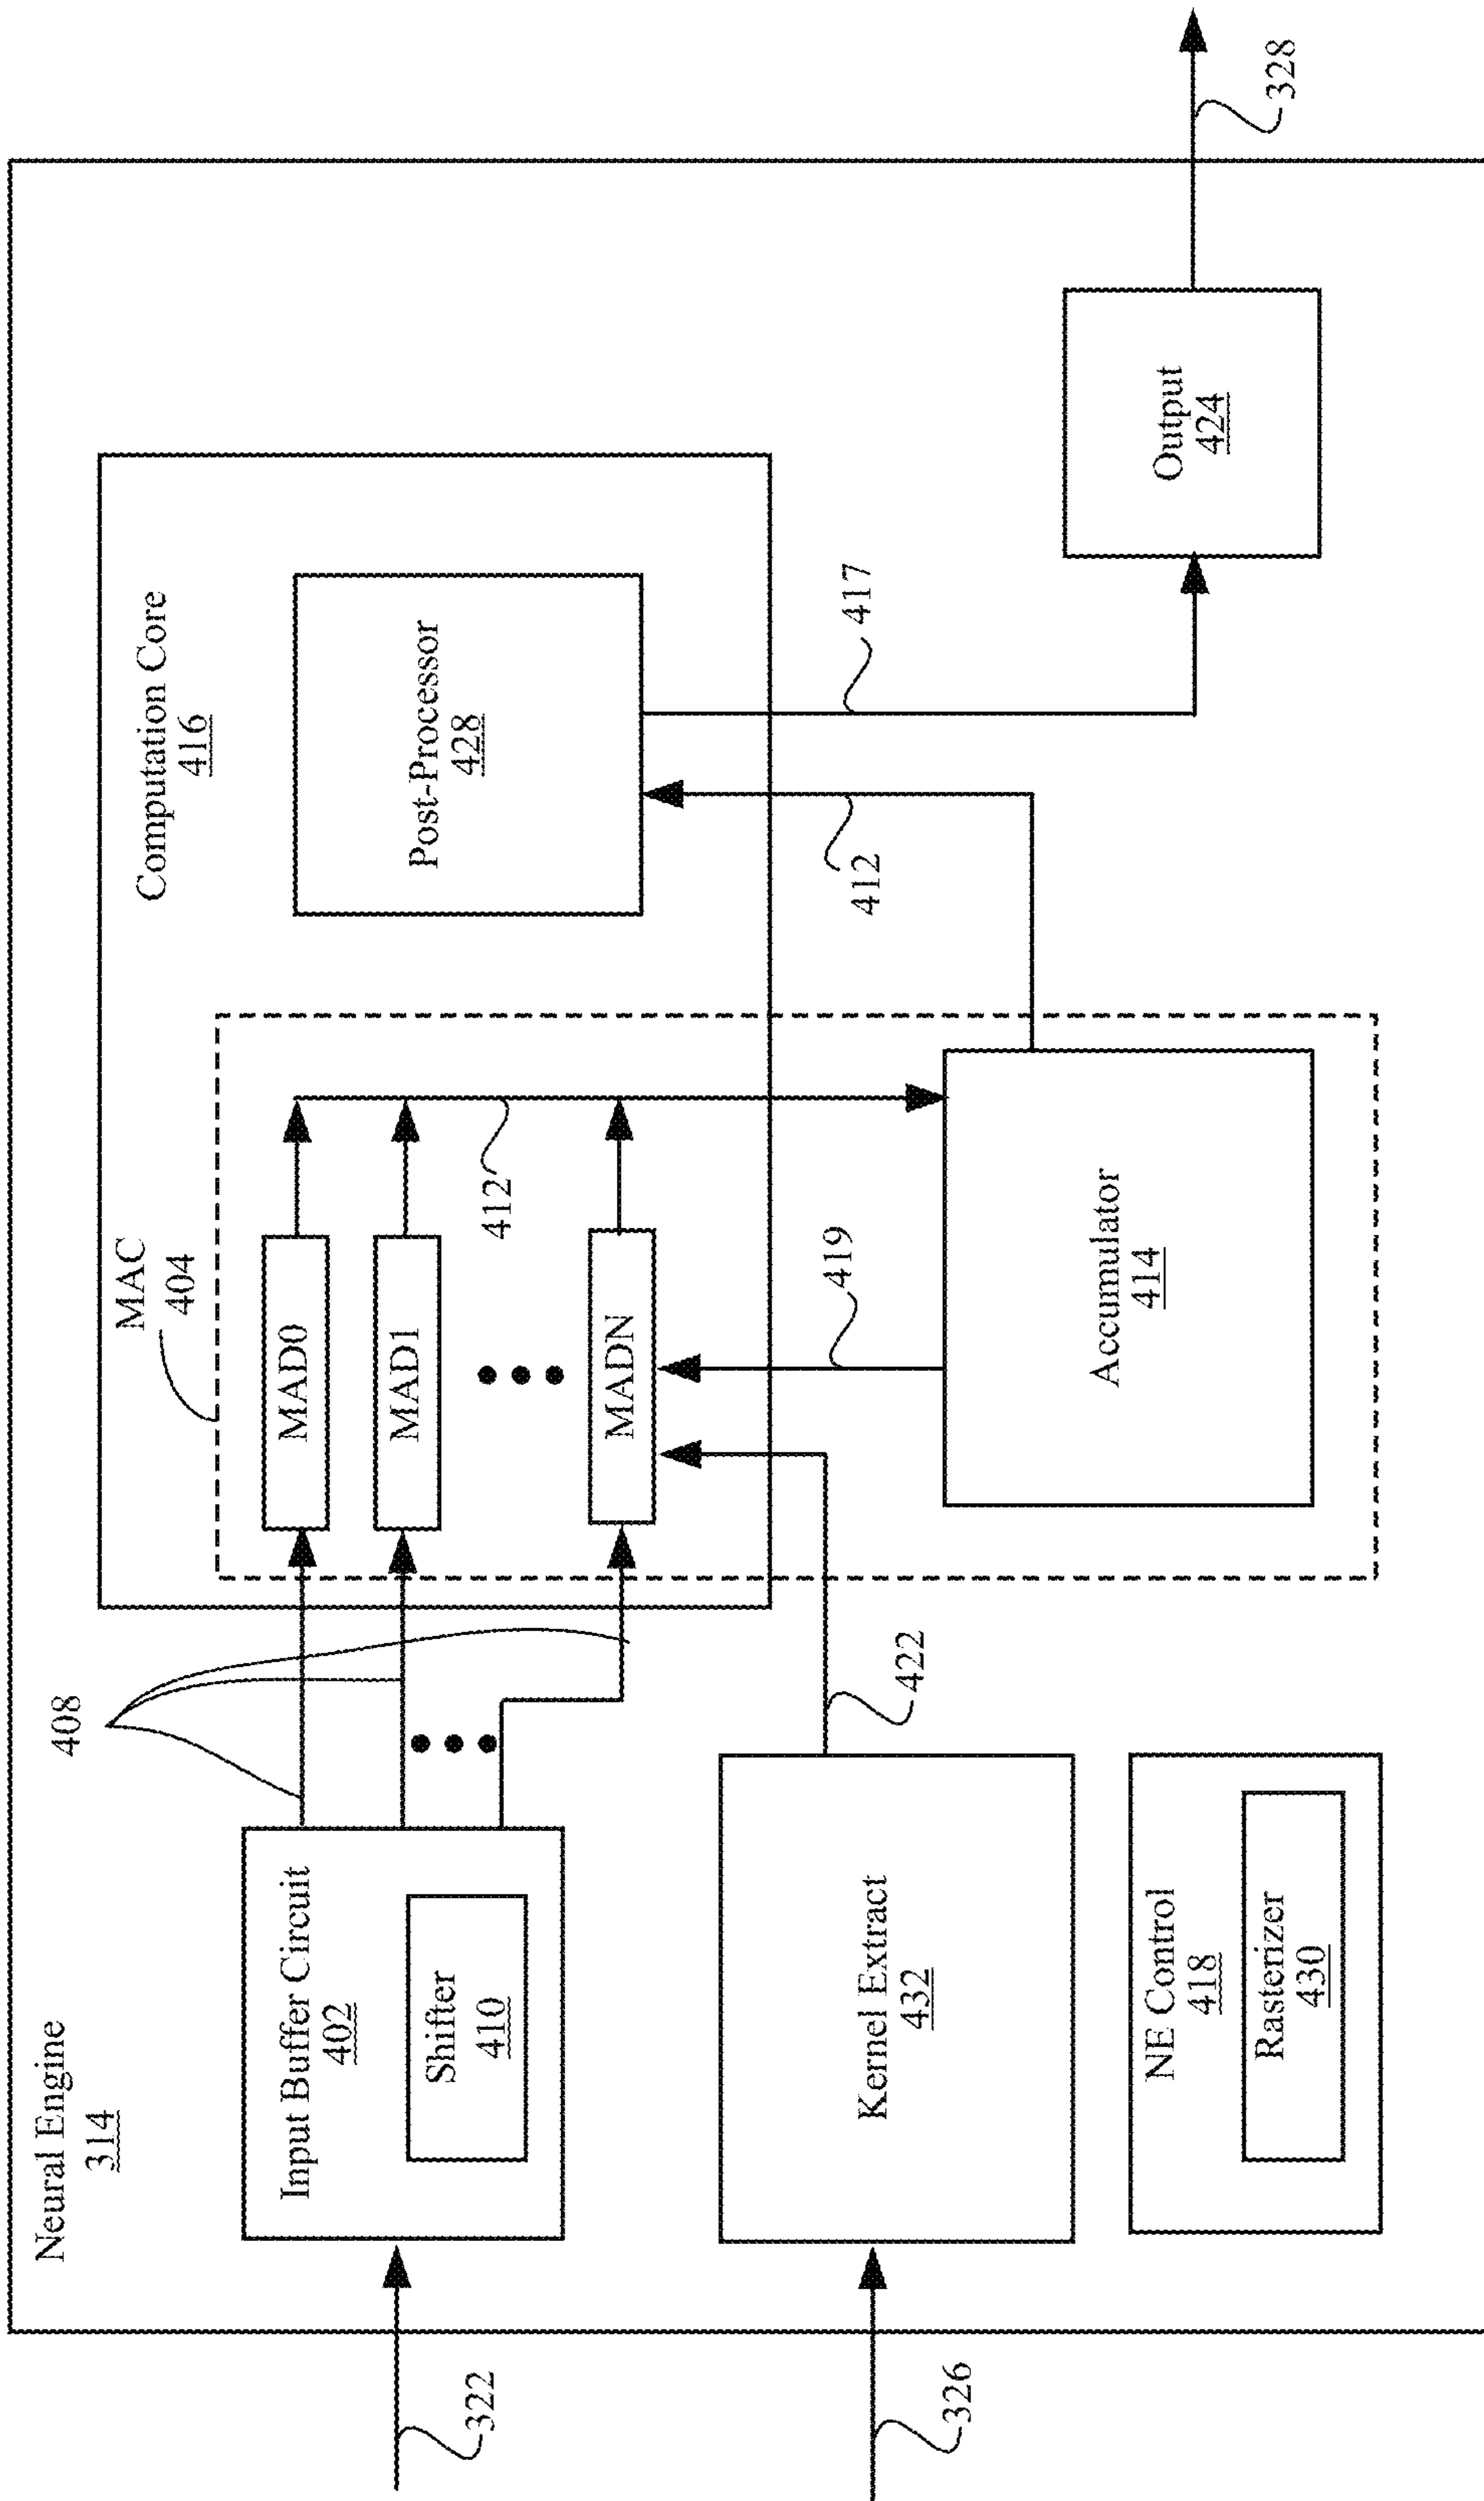 Neural Engine
314
408
MAC
404
Computation Core
416
Input Buffer Circuit
402
Shifter
410
MAD0
MAD1
MADN
412
Post-Processor
428
322
419
412
417
422
Kernel Extract
432
326
Accumulator
414
Output
424
328
NE Control
418
Rasterizer
430